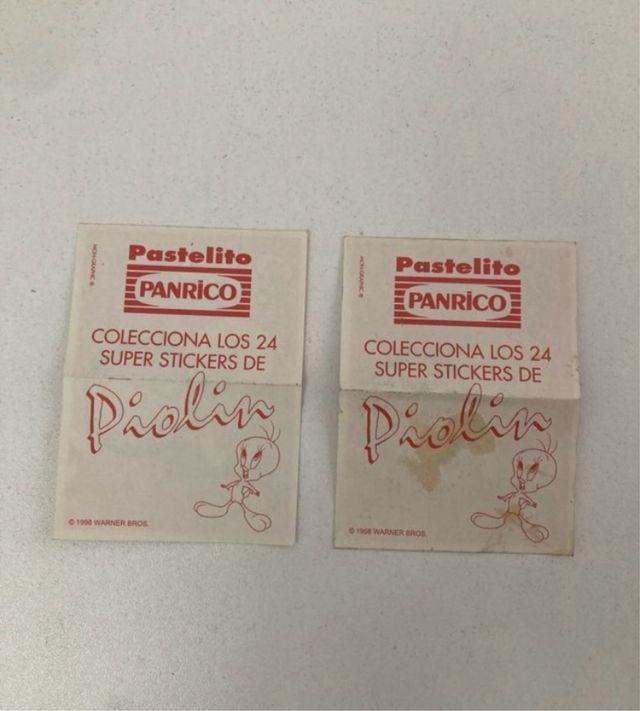 Pastelito
PANRICO
COLECCIONA LOS 24
SUPER STICKERS DE
Piolin
© 1998 WARNER BROS.
Pastelito
PANRICO
COLECCIONA LOS 24
SUPER STICKERS DE
Piolin
© 1998 WARNER BROS.